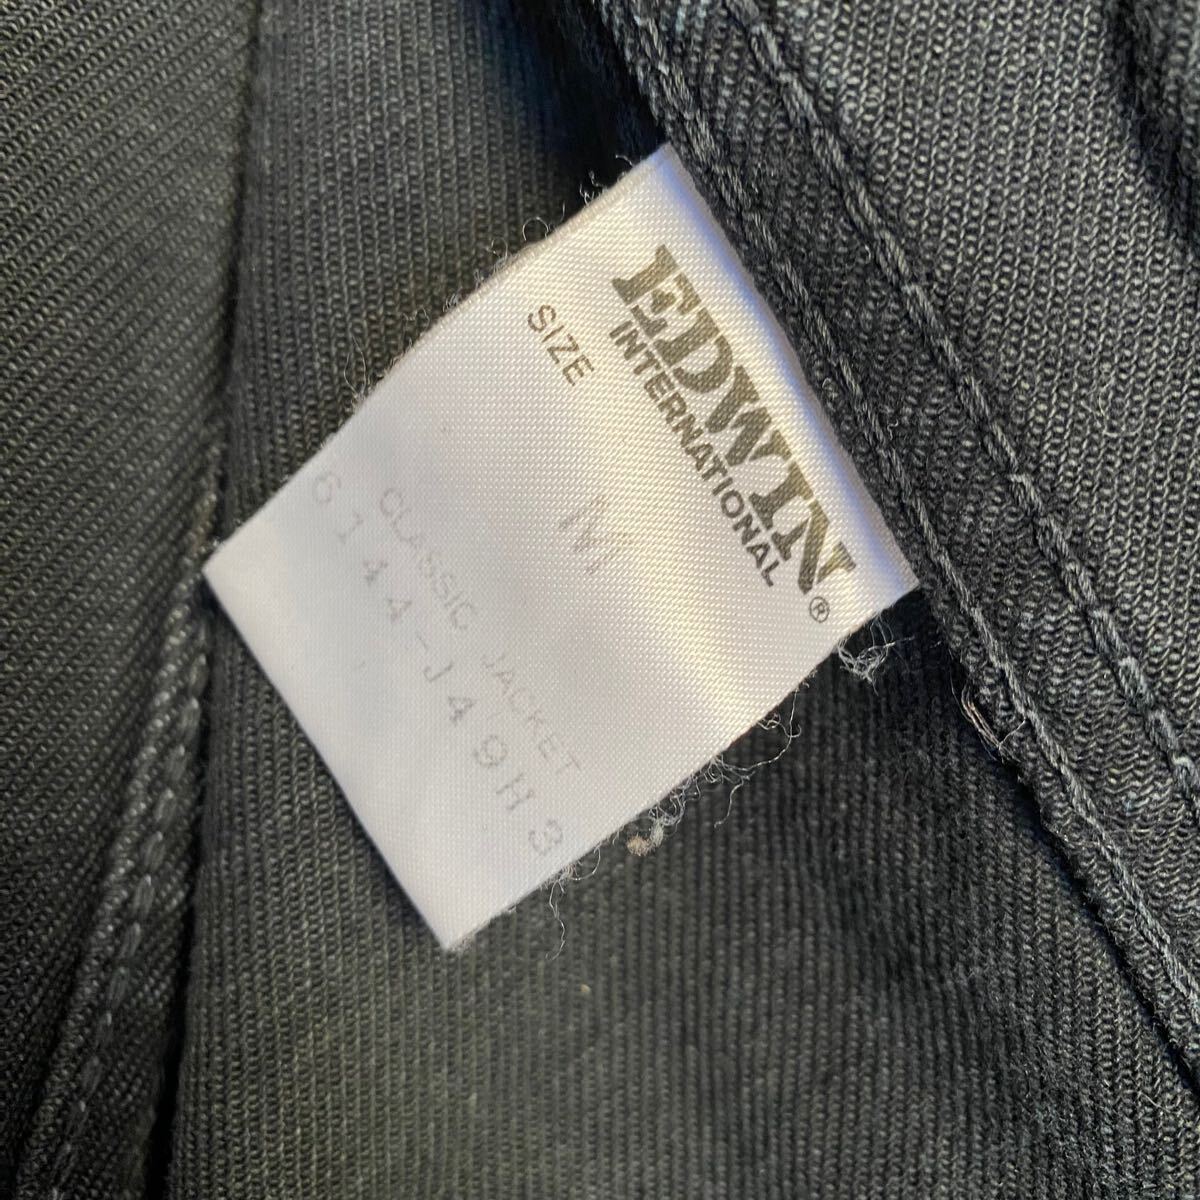 EDWIN®
INTERNATIONAL
SIZE
M
CLASSIC JACKET
6144-J49H3